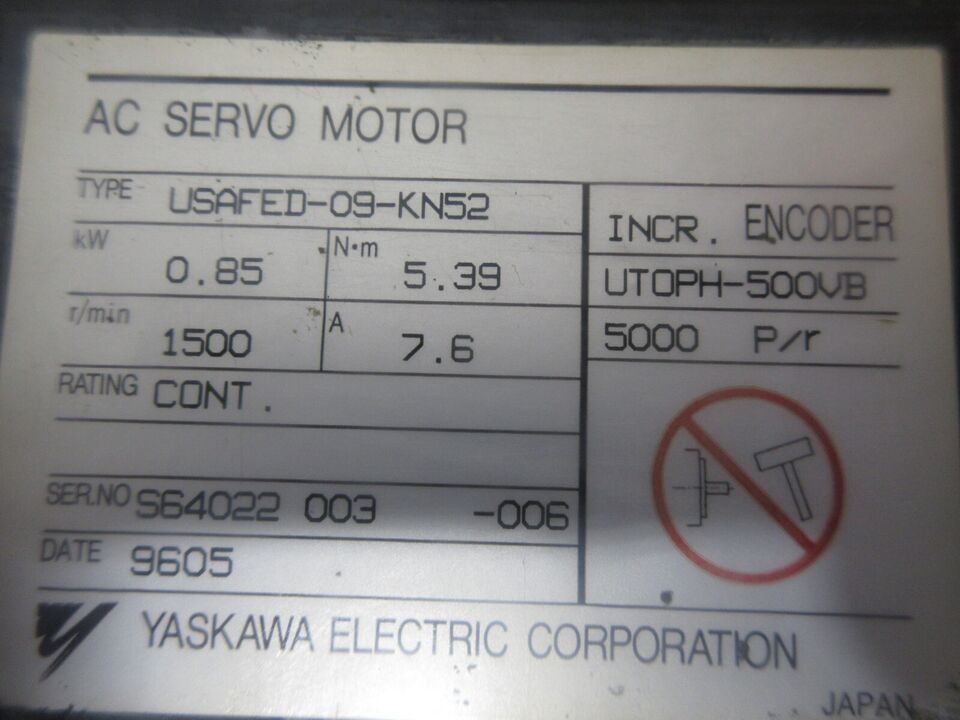 AC SERVO MOTOR
TYPE USAFED-09-KN52
kW 0.85 N·m 5.39
r/min 1500 A 7.6
RATING CONT.
SER.NO S64022 003 -006
DATE 9605
INCR. ENCODER
UTOPH-500VB
5000 P/r
YASKAWA ELECTRIC CORPORATION
JAPAN